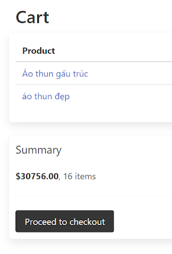 Cart
Product
Áo thun gấu trúc
áo thun đẹp
Summary
$30756.00, 16 items
Proceed to checkout